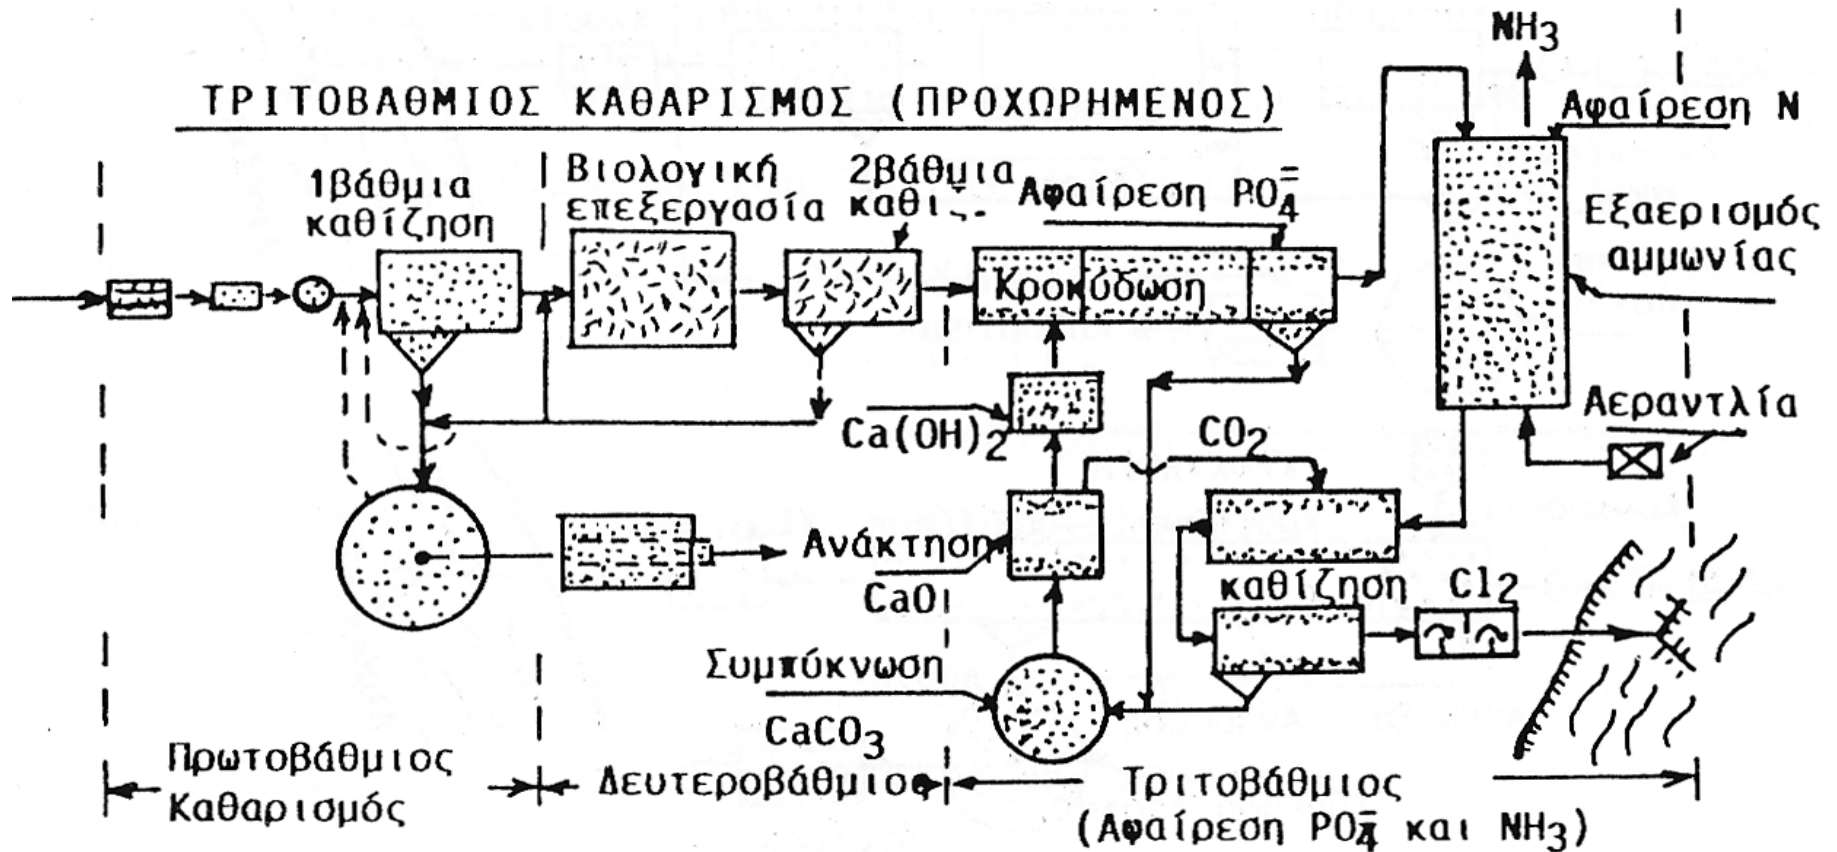 NH3
ΤΡΙΤΟΒΑΘΜΙΟΣ ΚΑΘΑΡΙΣΜΟΣ (ΠΡΟΧΩΡΗΜΕΝΟΣ)
Αφαίρεση Ν
1βάθμια
καθίζηση
Βιολογική
επεξεργασία
2βάθμια
καθι
Αφαίρεση PO4=
Εξαερισμός
αμμωνίας
Κροκύδωση
Αεραντλία
Ca(OH)2
CO2
Ανάκτηση
CaO
καθίζηση
Cl2
Συμπύκνωση
CaCO3
Πρωτοβάθμιος
Καθαρισμός
Δευτεροβάθμιος
Τριτοβάθμιος
(Αφαίρεση PO4= και NH3)